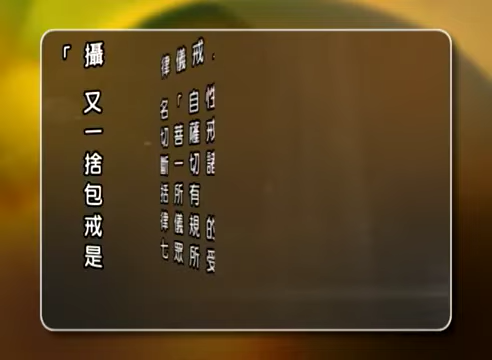 ．性戒諸 的受
戒 自薩切有規所
儀「菩一所儀眾
律 名切斷括律七
攝又一捨包戒是
「